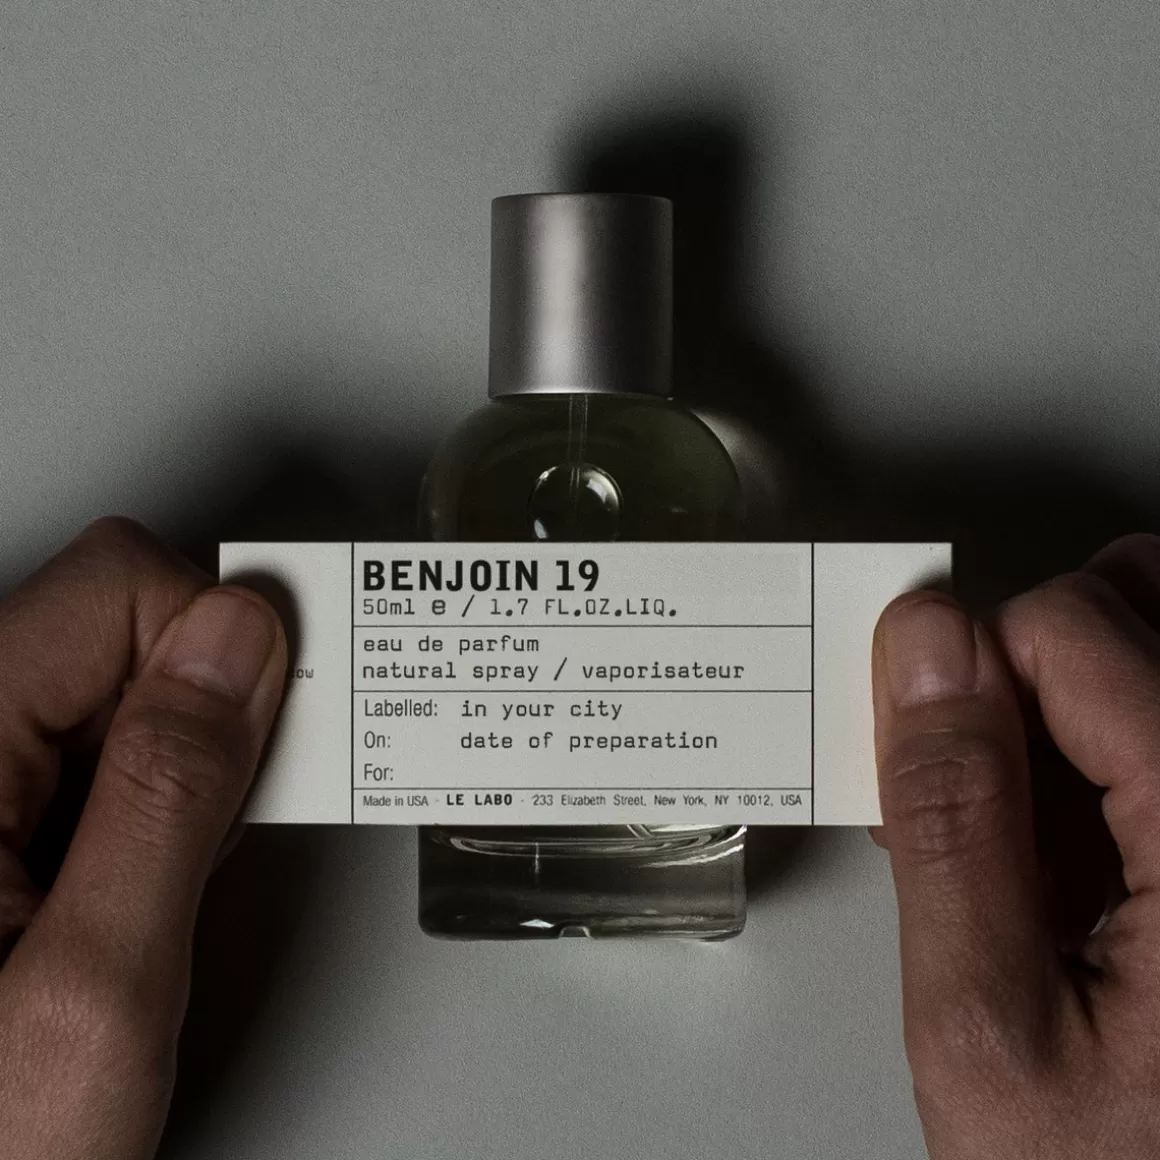 BENJOIN 19
50ml e / 1.7 FL.OZ.LIQ.
eau de parfum
natural spray / vaporisateur
Labelled: in your city
On: date of preparation
For:
Made in USA - LE LABO - 233 Elizabeth Street, New York, NY 10012, USA